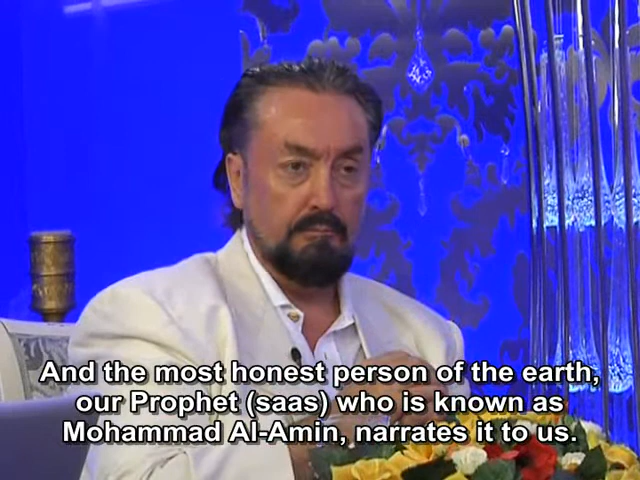 And the most honest person of the earth,
our Prophet (saas) who is known as
Mohammad Al-Amin, narrates it to us.